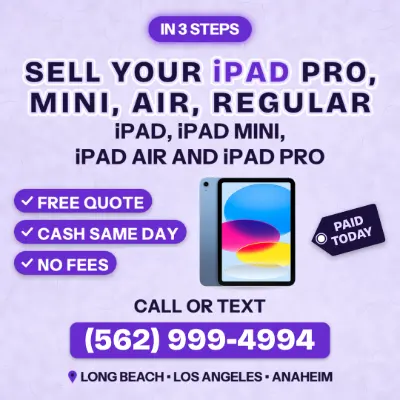 IN 3 STEPS
SELL YOUR iPAD PRO,
MINI, AIR, REGULAR
iPAD, iPAD MINI,
iPAD AIR AND iPAD PRO
FREE QUOTE
CASH SAME DAY
NO FEES
PAID
TODAY
CALL OR TEXT
(562) 999-4994
LONG BEACH • LOS ANGELES • ANAHEIM